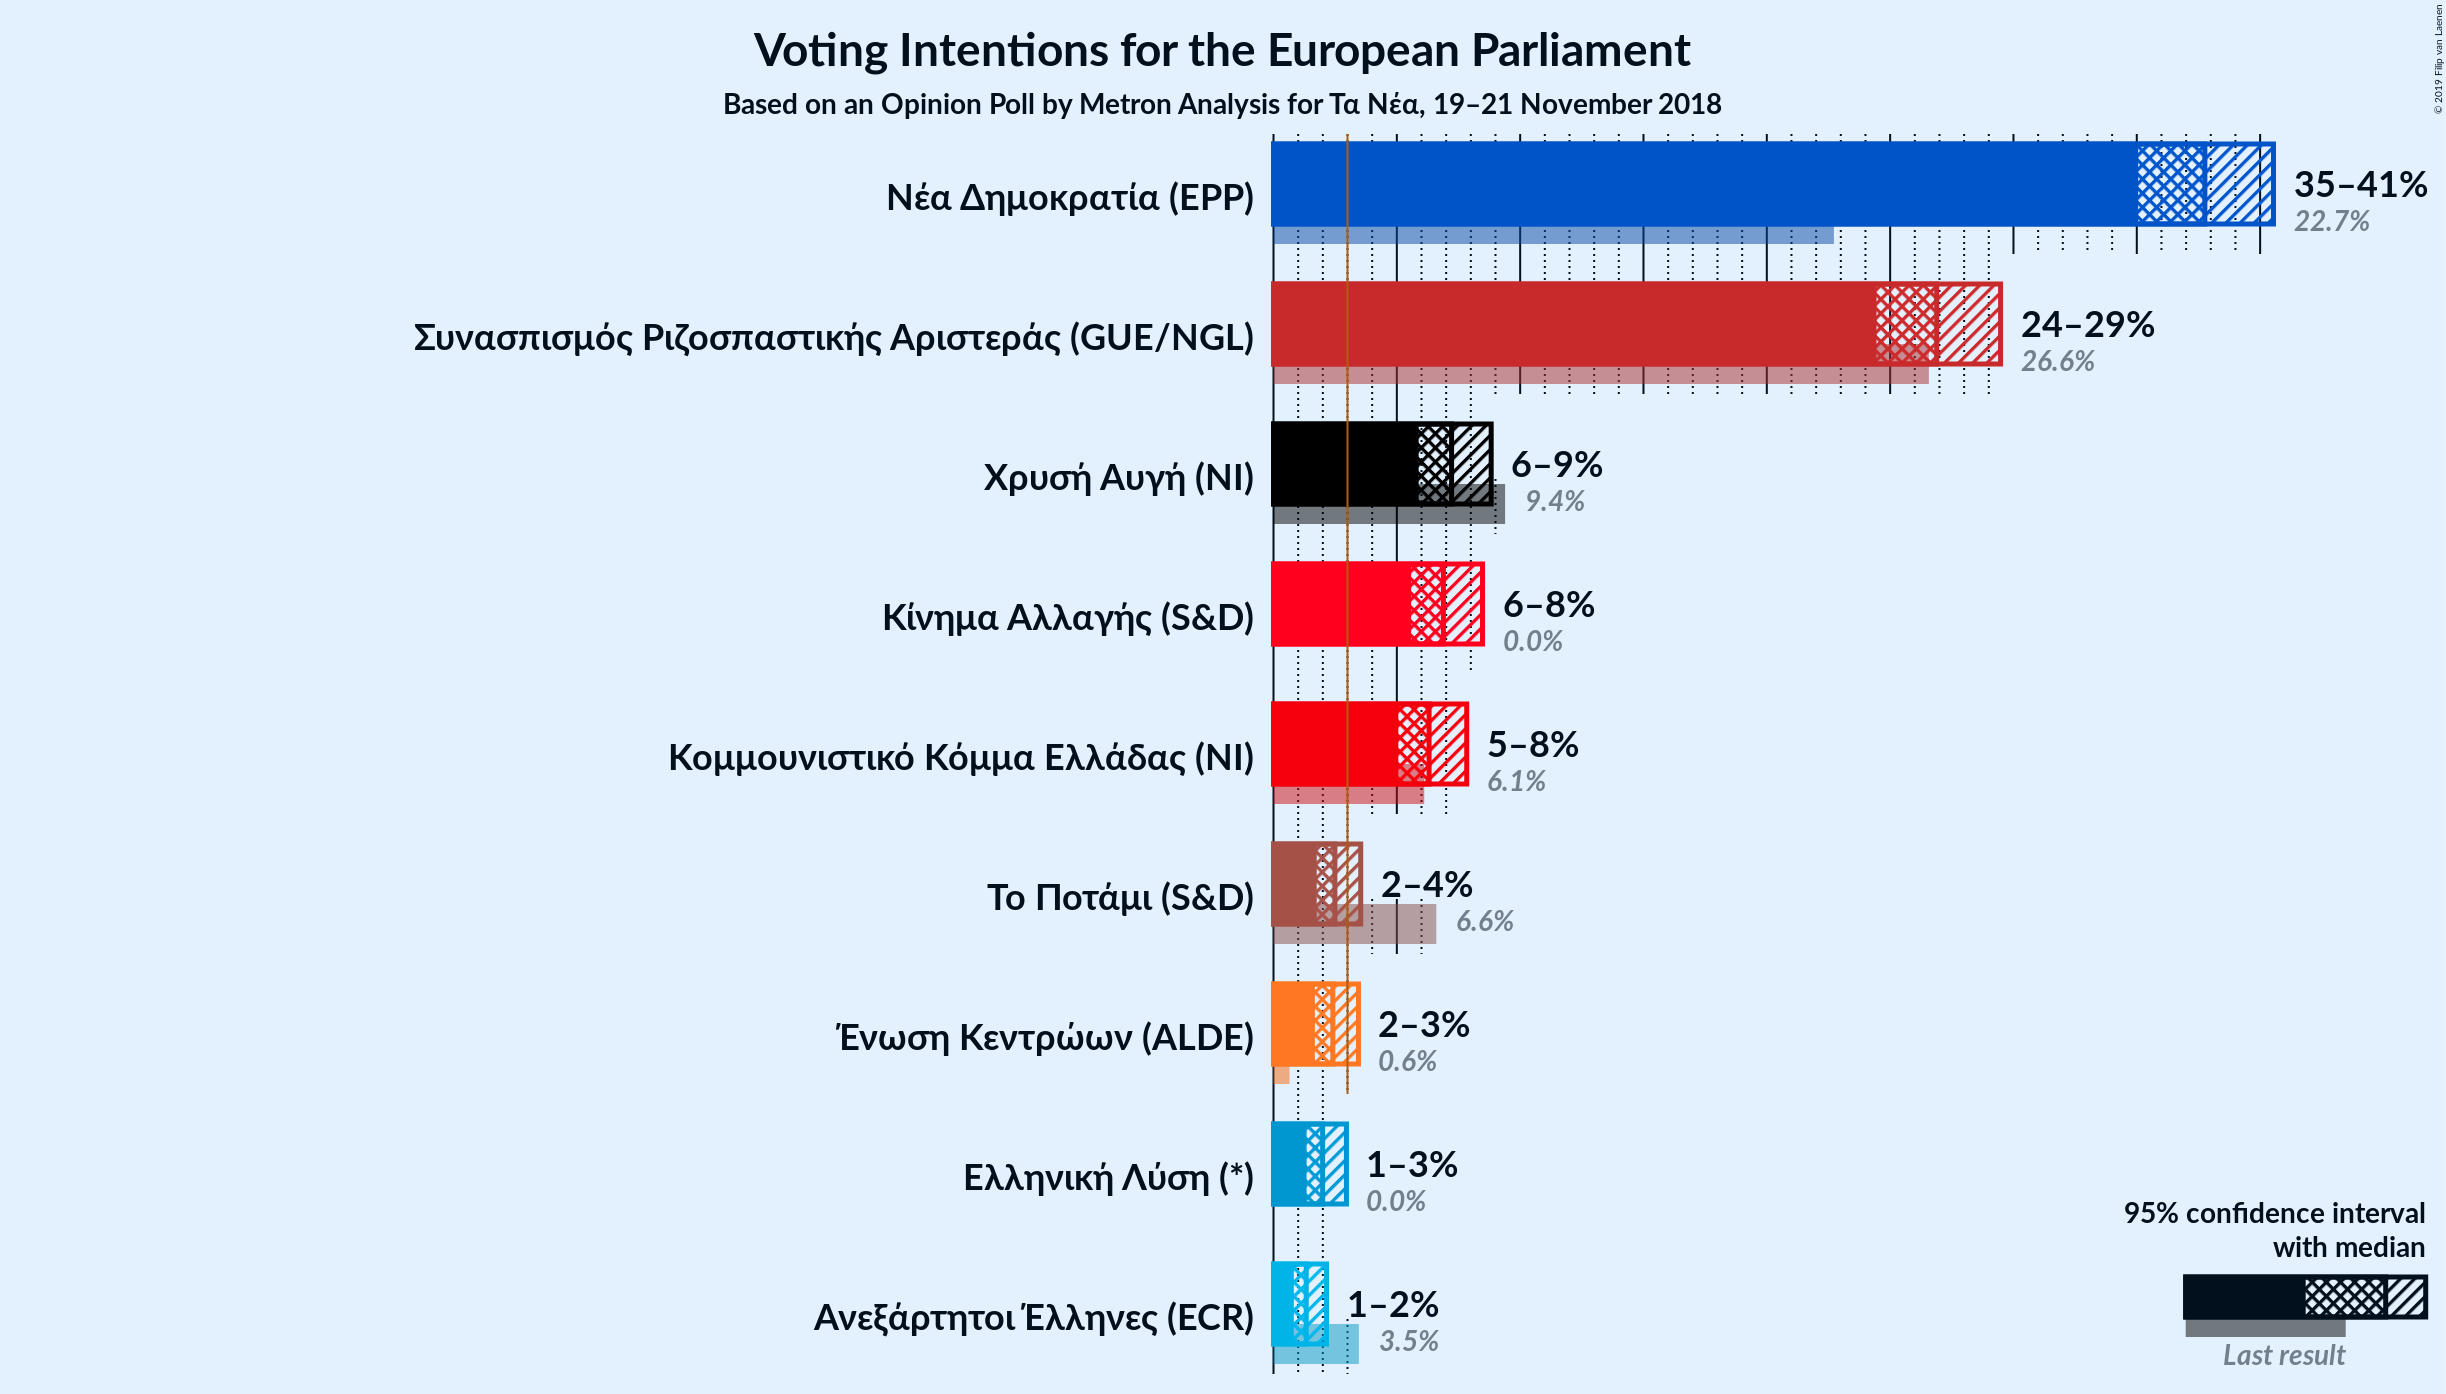 Voting Intentions for the European Parliament
Based on an Opinion Poll by Metron Analysis for Τα Νέα, 19–21 November 2018
© 2019 Filip van Laenen
Νέα Δημοκρατία (EPP)
35–41%
22.7%
Συνασπισμός Ριζοσπαστικής Αριστεράς (GUE/NGL)
24–29%
26.6%
Χρυσή Αυγή (NI)
6–9%
9.4%
Κίνημα Αλλαγής (S&D)
6–8%
0.0%
Κομμουνιστικό Κόμμα Ελλάδας (NI)
5–8%
6.1%
Το Ποτάμι (S&D)
2–4%
6.6%
Ένωση Κεντρώων (ALDE)
2–3%
0.6%
Ελληνική Λύση (*)
1–3%
0.0%
Ανεξάρτητοι Έλληνες (ECR)
1–2%
3.5%
95% confidence interval
with median
Last result